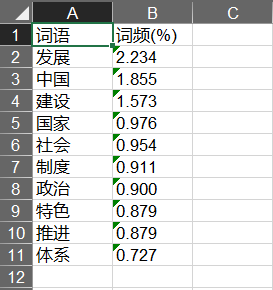 A B C
1 词语 词频(%)
2 发展 2.234
3 中国 1.855
4 建设 1.573
5 国家 0.976
6 社会 0.954
7 制度 0.911
8 政治 0.900
9 特色 0.879
10 推进 0.879
11 体系 0.727
12